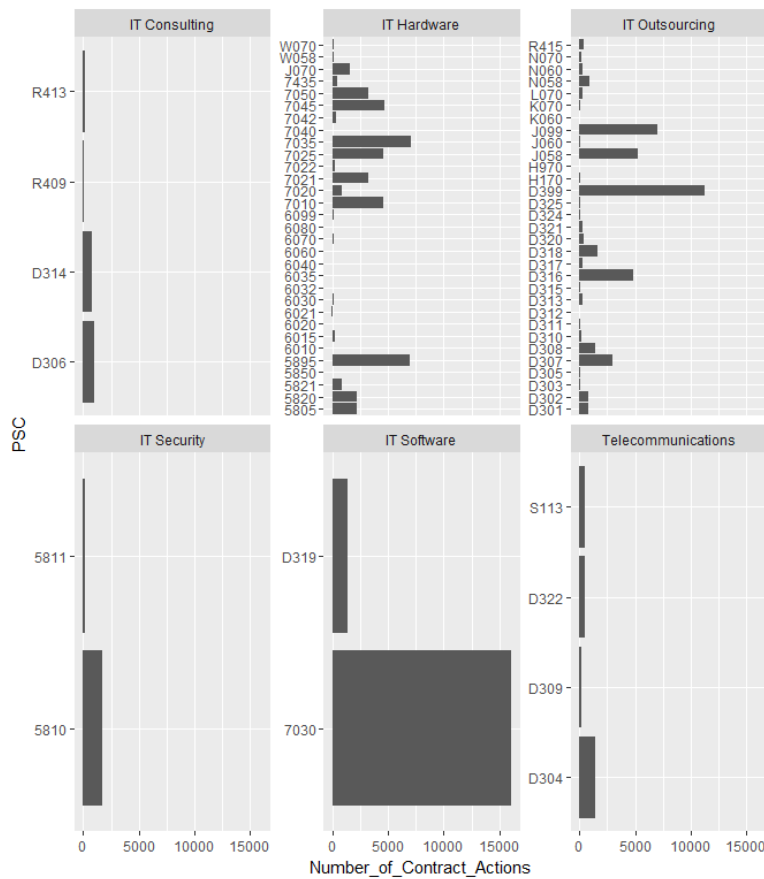 IT Consulting
R413
R409
D314
D306
IT Hardware
W070
W058
J070
7435
7050
7045
7042
7040
7035
7025
7022
7021
7020
7010
6099
6080
6070
6060
6040
6035
6032
6030
6021
6020
6015
6010
5895
5850
5821
5820
5805
IT Outsourcing
R415
N070
N060
N058
L070
K070
K060
J099
J060
J058
H970
H170
D399
D325
D324
D321
D320
D318
D317
D316
D315
D313
D312
D311
D310
D308
D307
D305
D303
D302
D301
PSC
IT Security
5811
5810
0 5000 10000 15000
IT Software
D319
7030
0 5000 10000 15000
Telecommunications
S113
D322
D309
D304
0 5000 10000 15000
Number_of_Contract_Actions